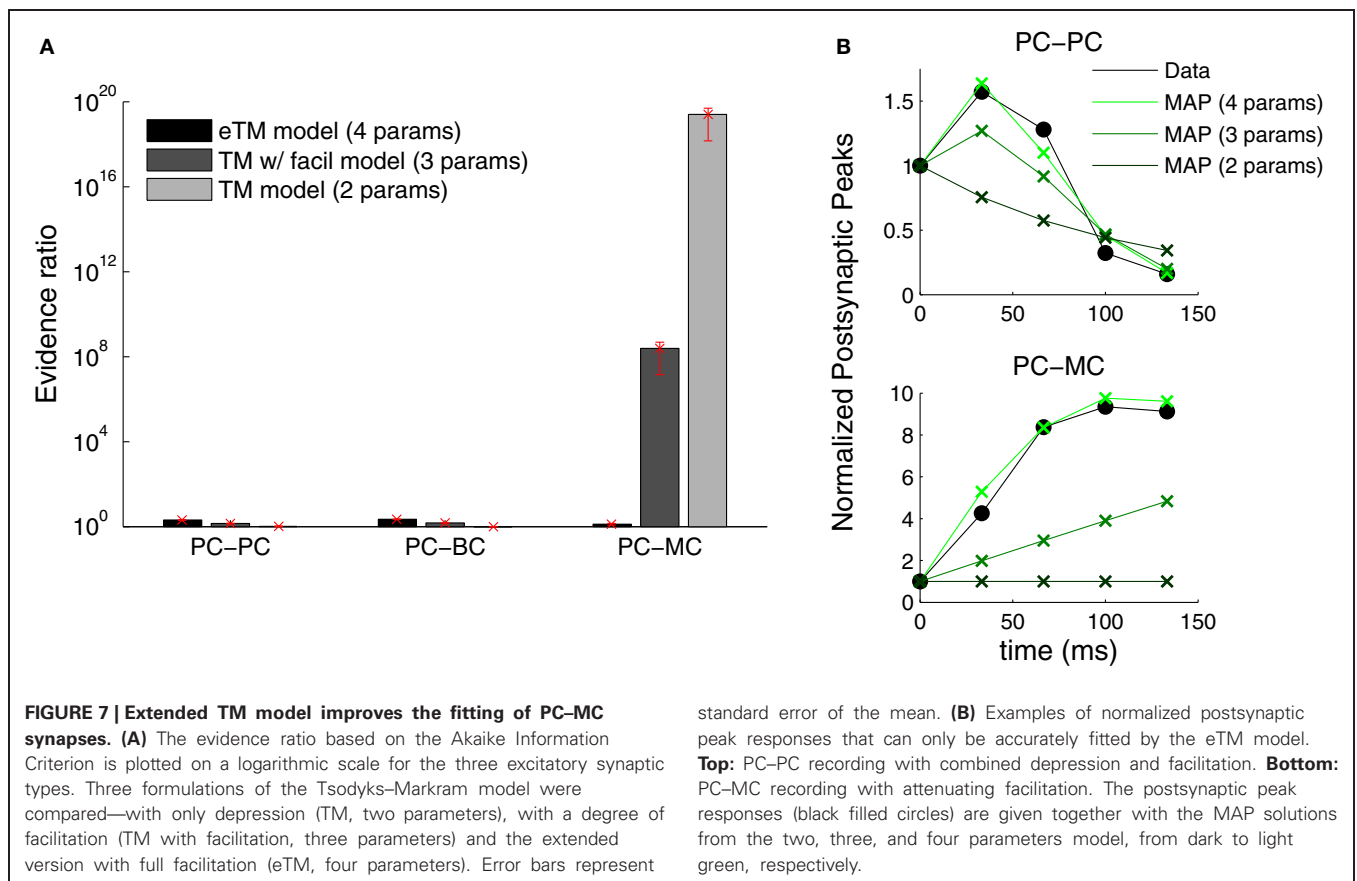 A
10^20
10^16
10^12
10^8
10^4
10^0
Evidence ratio
eTM model (4 params)
TM w/ facil model (3 params)
TM model (2 params)
PC–PC
PC–BC
PC–MC
B
PC–PC
Data
MAP (4 params)
MAP (3 params)
MAP (2 params)
1.5
1
0.5
0
0
50
100
150
Normalized Postsynaptic Peaks
PC–MC
10
8
6
4
2
0
0
50
100
150
time (ms)
FIGURE 7 | Extended TM model improves the fitting of PC–MC
synapses. (A) The evidence ratio based on the Akaike Information
Criterion is plotted on a logarithmic scale for the three excitatory synaptic
types. Three formulations of the Tsodyks–Markram model were
compared—with only depression (TM, two parameters), with a degree of
facilitation (TM with facilitation, three parameters) and the extended
version with full facilitation (eTM, four parameters). Error bars represent
standard error of the mean. (B) Examples of normalized postsynaptic
peak responses that can only be accurately fitted by the eTM model.
Top: PC–PC recording with combined depression and facilitation. Bottom:
PC–MC recording with attenuating facilitation. The postsynaptic peak
responses (black filled circles) are given together with the MAP solutions
from the two, three, and four parameters model, from dark to light
green, respectively.